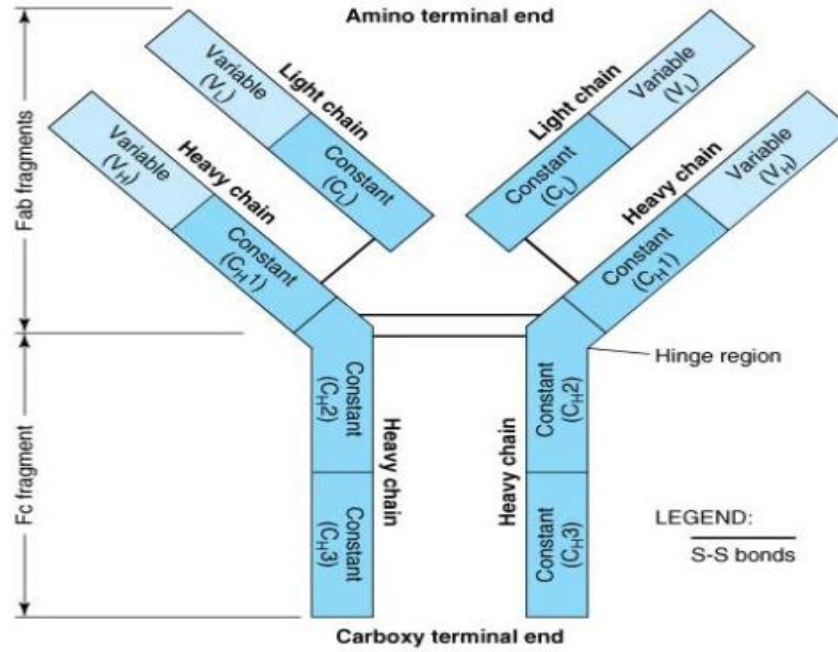 Amino terminal end
Fab fragments
Fc fragment
Variable
(VL)
Light chain
Constant
(CL)
Variable
(VH)
Heavy chain
Constant
(CH1)
Light chain
Variable
(VL)
Constant
(CL)
Heavy chain
Variable
(VH)
Constant
(CH1)
Hinge region
Constant
(CH2)
Heavy chain
Constant
(CH3)
Heavy chain
Constant
(CH2)
Constant
(CH3)
LEGEND:
S-S bonds
Carboxy terminal end